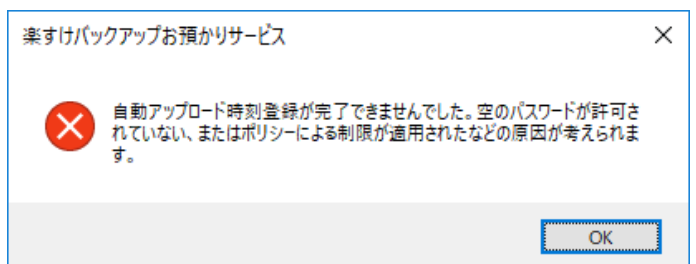 楽すけバックアップお預かりサービス
自動アップロード時刻登録が完了できませんでした。空のパスワードが許可さ
れていない、またはポリシーによる制限が適用されたなどの原因が考えられま
す。
OK